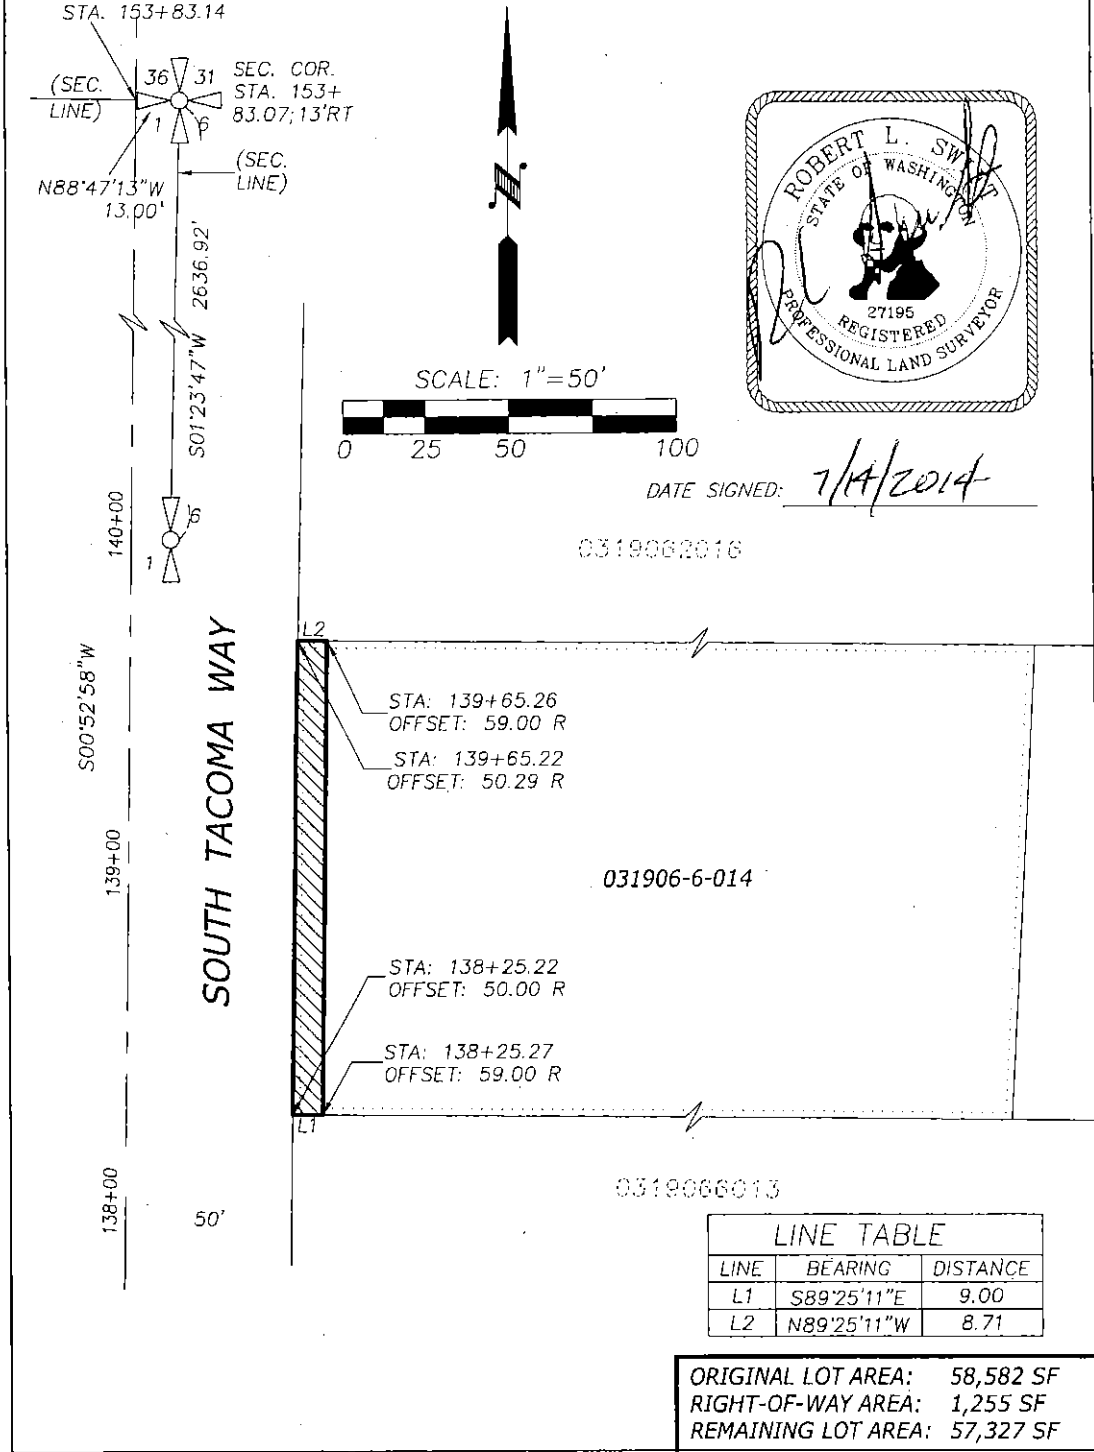 STA. 153+83.14
(SEC.
LINE)
36
31
1
6
SEC. COR.
STA. 153+
83.07;13'RT
(SEC.
LINE)
N88°47'13"W
13.00'
S01°23'47"W 2636.92'
N
SCALE: 1"=50'
0 25 50 100
ROBERT L. SWIFT
STATE OF WASHINGTON
27195
REGISTERED
PROFESSIONAL LAND SURVEYOR
DATE SIGNED: 7/14/2014
6
1
140+00
0319062016
S00°52'58"W
SOUTH TACOMA WAY
L2
STA: 139+65.26
OFFSET: 59.00 R
STA: 139+65.22
OFFSET: 50.29 R
139+00
031906-6-014
STA: 138+25.22
OFFSET: 50.00 R
STA: 138+25.27
OFFSET: 59.00 R
L1
138+00
50'
0319066013
LINE TABLE
LINE BEARING DISTANCE
L1 S89°25'11"E 9.00
L2 N89°25'11"W 8.71
ORIGINAL LOT AREA: 58,582 SF
RIGHT-OF-WAY AREA: 1,255 SF
REMAINING LOT AREA: 57,327 SF